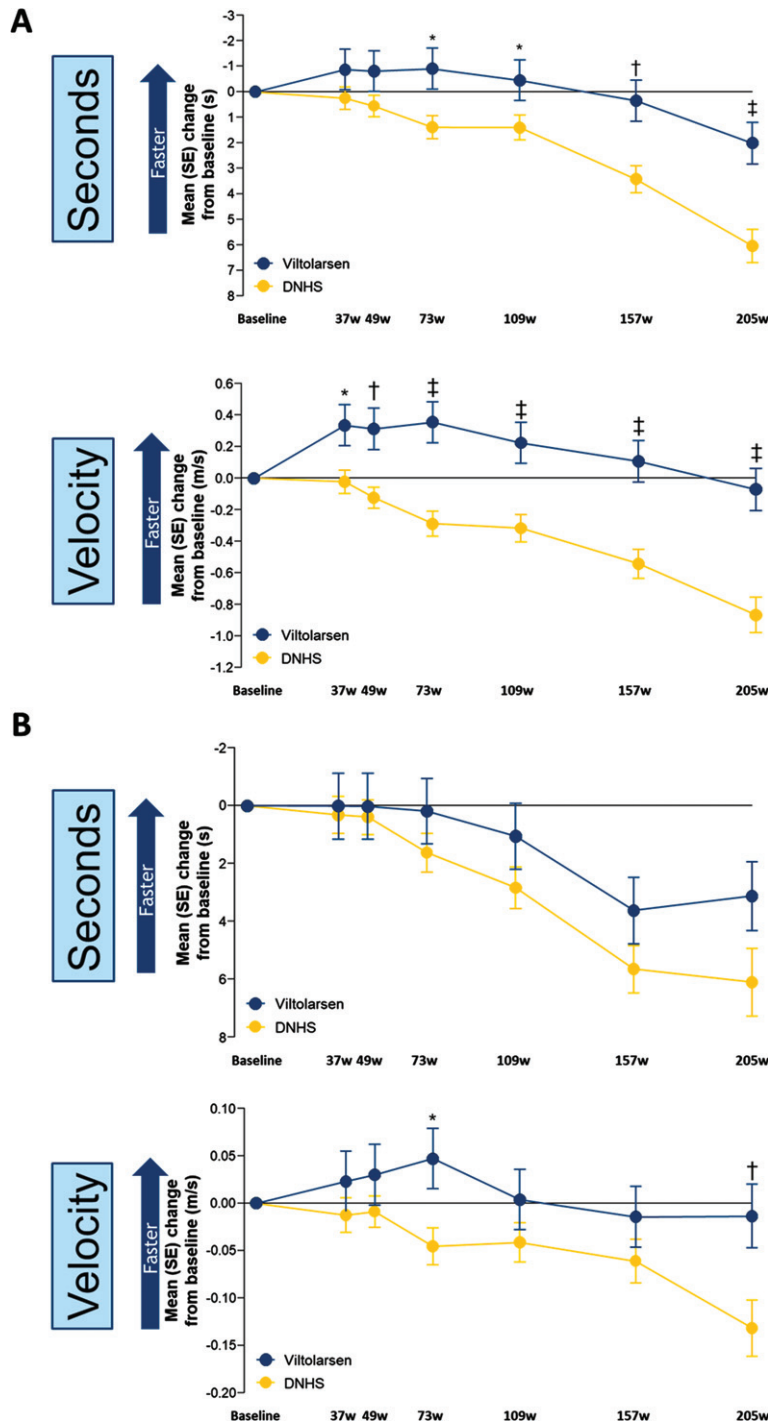 A
Seconds
Faster
Mean (SE) change
from baseline (s)
-3
-2
-1
0
1
2
3
4
5
6
7
8
* * † ‡
Viltolarsen
DNHS
Baseline 37w 49w 73w 109w 157w 205w
Velocity
Faster
Mean (SE) change
from baseline (m/s)
0.6
0.4
0.2
0.0
-0.2
-0.4
-0.6
-0.8
-1.0
-1.2
* † ‡ ‡ ‡ ‡
Viltolarsen
DNHS
Baseline 37w 49w 73w 109w 157w 205w
B
Seconds
Faster
Mean (SE) change
from baseline (s)
-2
0
2
4
6
8
Viltolarsen
DNHS
Baseline 37w 49w 73w 109w 157w 205w
Velocity
Faster
Mean (SE) change
from baseline (m/s)
0.10
0.05
0.00
-0.05
-0.10
-0.15
-0.20
* †
Viltolarsen
DNHS
Baseline 37w 49w 73w 109w 157w 205w